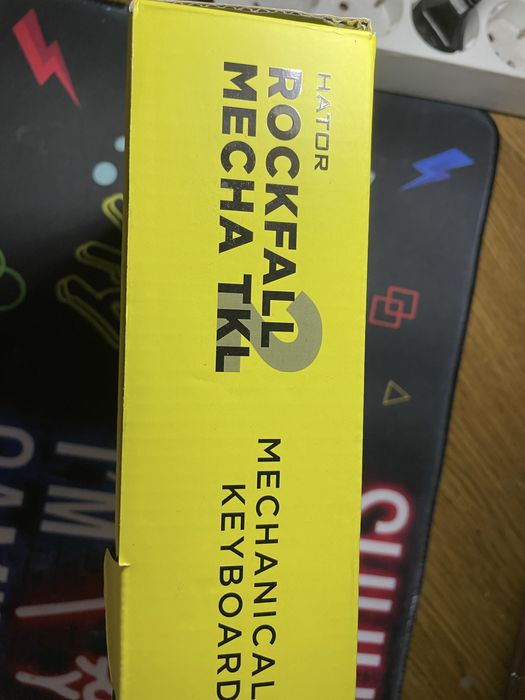 HATOR
ROCKFALL 2
MECHA TKL
MECHANICAL
KEYBOARD
I'M